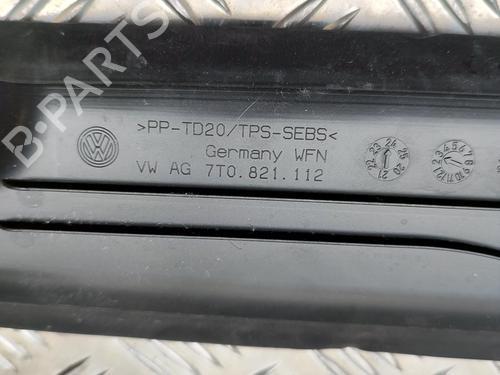 >PP-TD20/TPS-SEBS<
Germany WFN
VW AG 7T0.821.112
B-PARTS